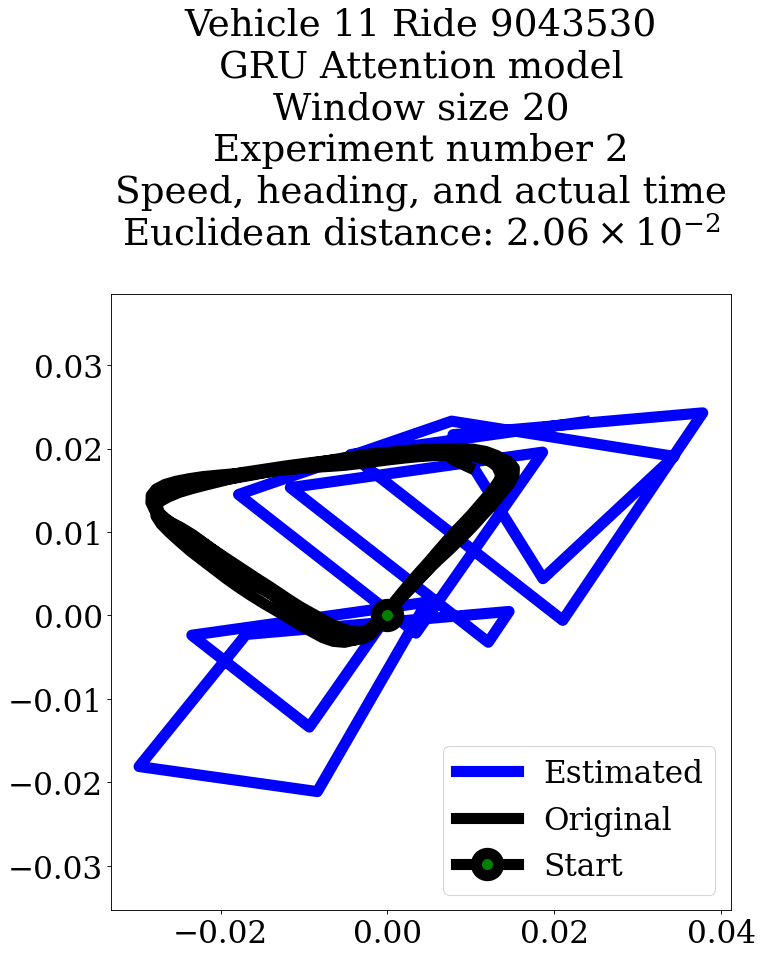 Vehicle 11 Ride 9043530
GRU Attention model
Window size 20
Experiment number 2
Speed, heading, and actual time
Euclidean distance: 2.06 × 10⁻²
0.03
0.02
0.01
0.00
−0.01
−0.02
−0.03
Estimated
Original
Start
−0.02
0.00
0.02
0.04